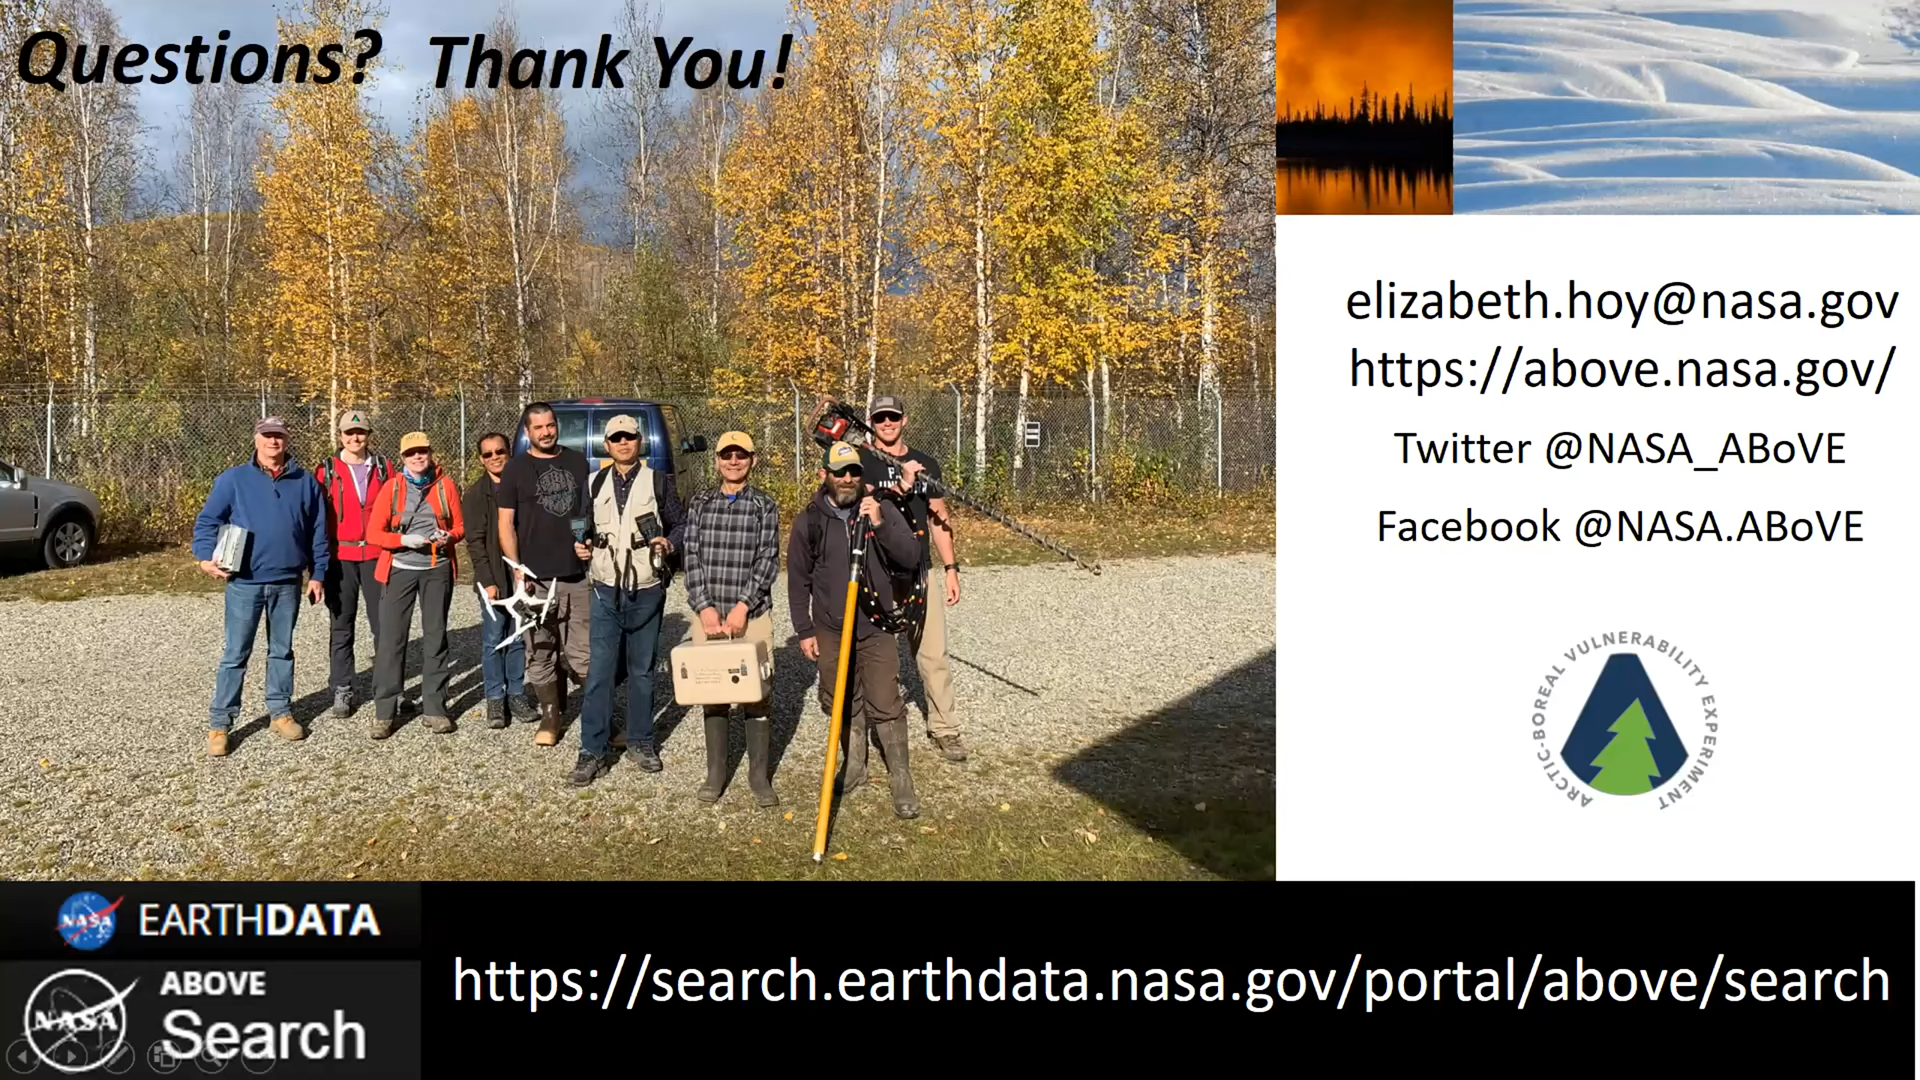 Questions? Thank You!
elizabeth.hoy@nasa.gov
https://above.nasa.gov/
Twitter @NASA_ABoVE
Facebook @NASA.ABoVE
ARCTIC-BOREAL VULNERABILITY EXPERIMENT
NASA EARTHDATA
NASA ABOVE
Search
https://search.earthdata.nasa.gov/portal/above/search